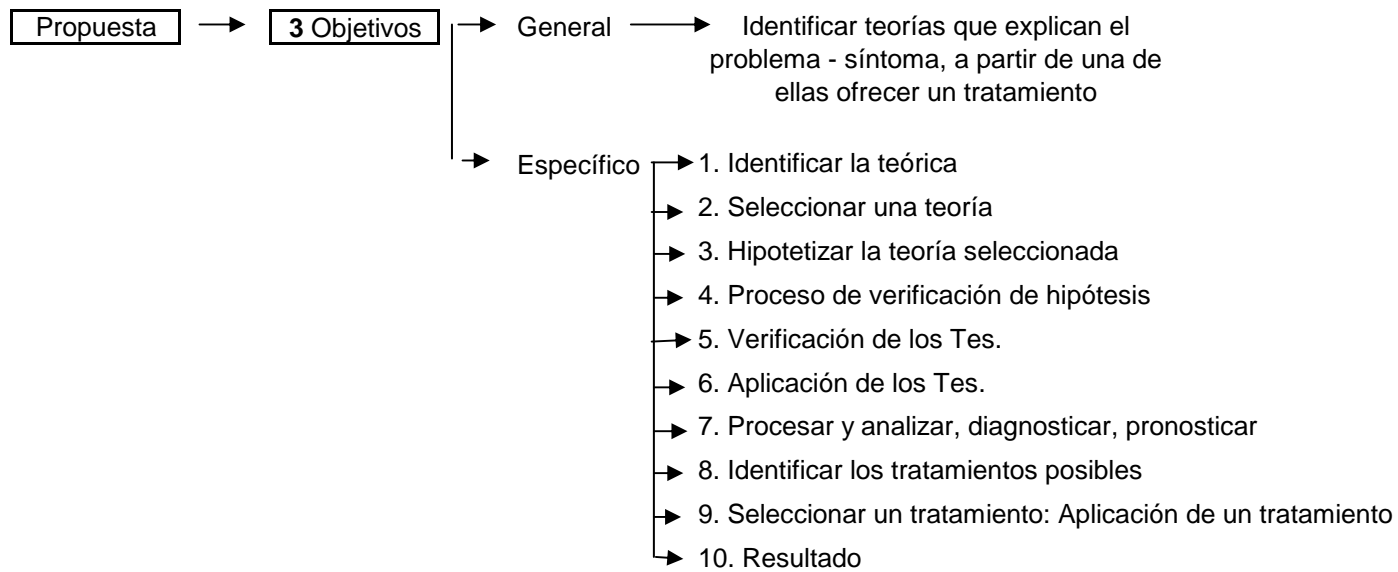 Propuesta
3 Objetivos
General
Identificar teorías que explican el
problema - síntoma, a partir de una de
ellas ofrecer un tratamiento
Específico
1. Identificar la teórica
2. Seleccionar una teoría
3. Hipotetizar la teoría seleccionada
4. Proceso de verificación de hipótesis
5. Verificación de los Tes.
6. Aplicación de los Tes.
7. Procesar y analizar, diagnosticar, pronosticar
8. Identificar los tratamientos posibles
9. Seleccionar un tratamiento: Aplicación de un tratamiento
10. Resultado